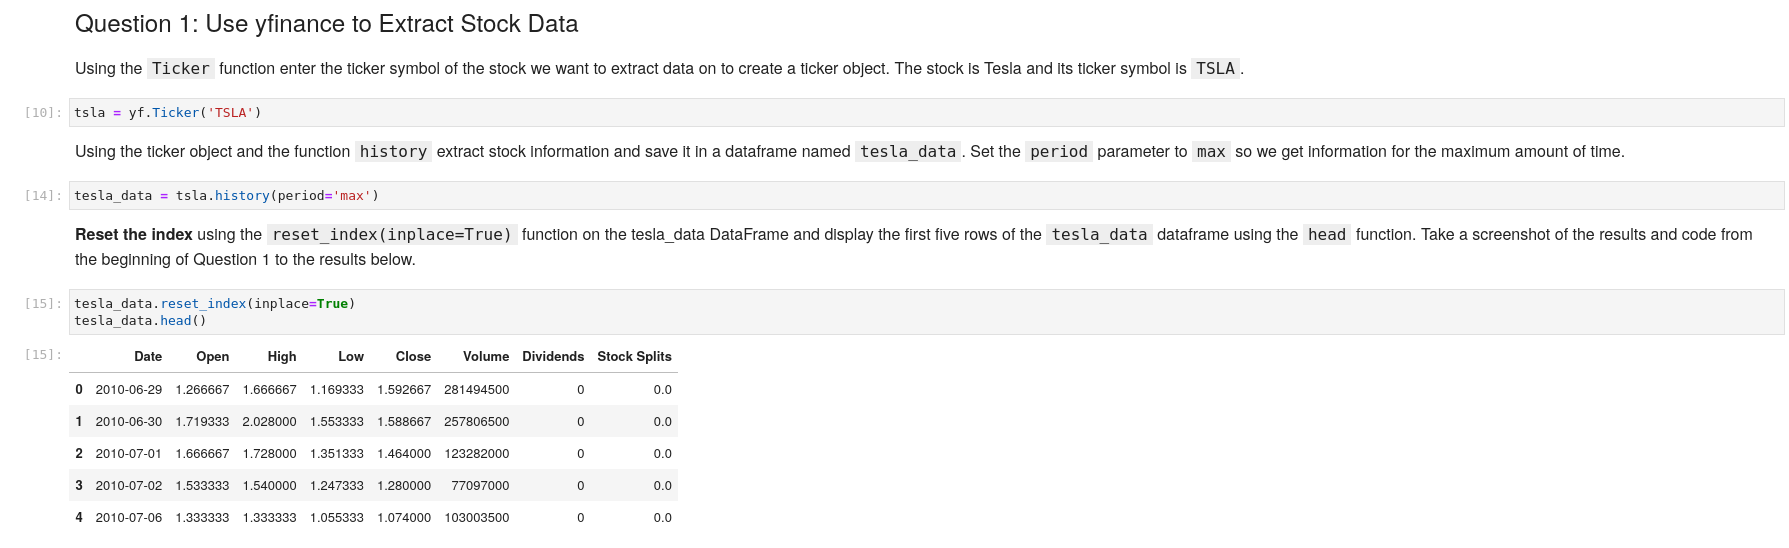 Question 1: Use yfinance to Extract Stock Data
Using the Ticker function enter the ticker symbol of the stock we want to extract data on to create a ticker object. The stock is Tesla and its ticker symbol is TSLA .
[10]: tsla = yf.Ticker('TSLA')
Using the ticker object and the function history extract stock information and save it in a dataframe named tesla_data . Set the period parameter to max so we get information for the maximum amount of time.
[14]: tesla_data = tsla.history(period='max')
Reset the index using the reset_index(inplace=True) function on the tesla_data DataFrame and display the first five rows of the tesla_data dataframe using the head function. Take a screenshot of the results and code from
the beginning of Question 1 to the results below.
[15]: tesla_data.reset_index(inplace=True)
tesla_data.head()
[15]: Date Open High Low Close Volume Dividends Stock Splits
0 2010-06-29 1.266667 1.666667 1.169333 1.592667 281494500 0 0.0
1 2010-06-30 1.719333 2.028000 1.553333 1.588667 257806500 0 0.0
2 2010-07-01 1.666667 1.728000 1.351333 1.464000 123282000 0 0.0
3 2010-07-02 1.533333 1.540000 1.247333 1.280000 77097000 0 0.0
4 2010-07-06 1.333333 1.333333 1.055333 1.074000 103003500 0 0.0